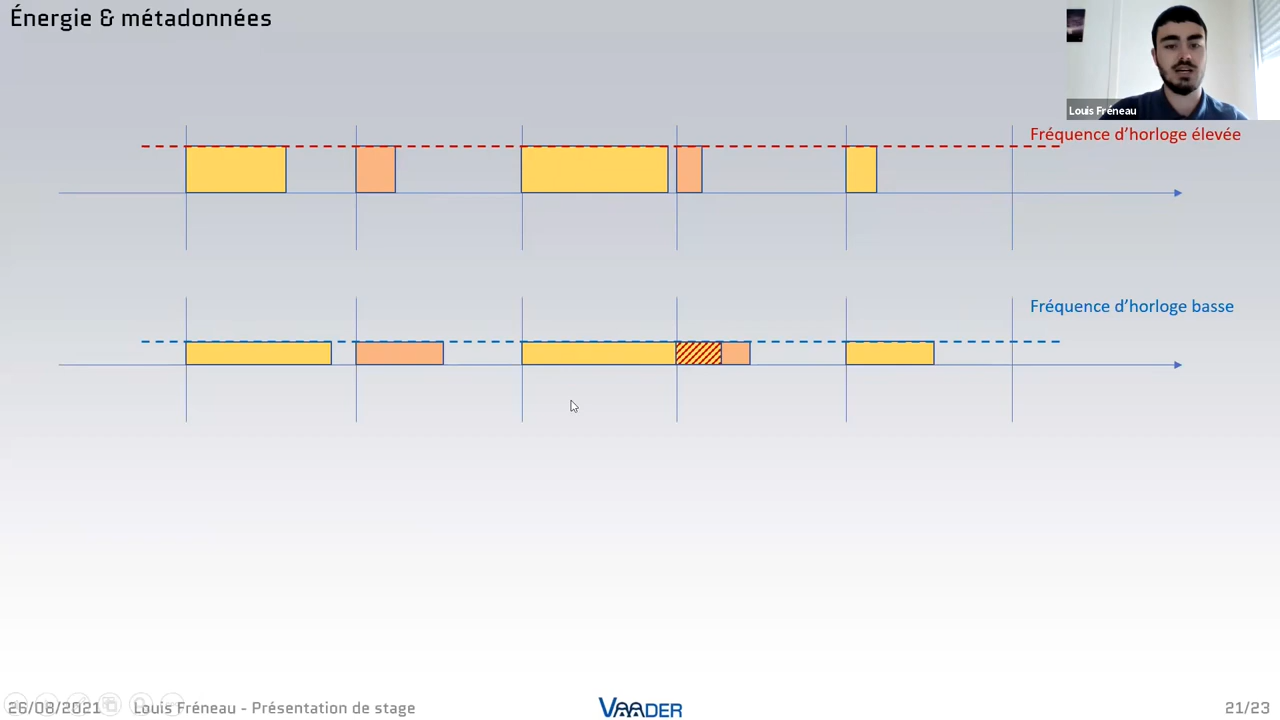 Énergie & métadonnées
Louis Fréneau
Fréquence d'horloge élevée
Fréquence d'horloge basse
26/08/2021
Louis Fréneau - Présentation de stage
VAADER
21/23